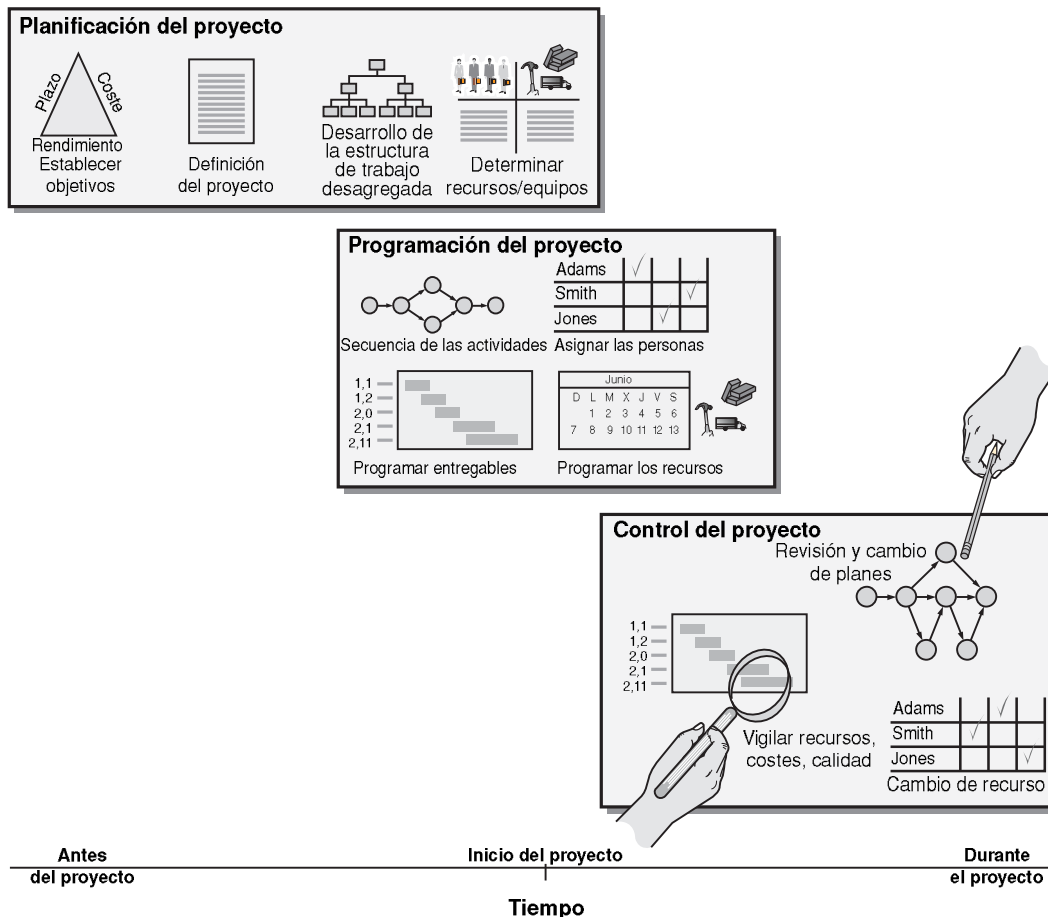 Planificación del proyecto
Plazo
Coste
Rendimiento
Establecer
objetivos
Definición
del proyecto
Desarrollo de
la estructura
de trabajo
desagregada
Determinar
recursos/equipos
Programación del proyecto
Secuencia de las actividades
Adams
Smith
Jones
Asignar las personas
1,1
1,2
2,0
2,1
2,11
Programar entregables
Junio
D L M X J V S
1 2 3 4 5 6
7 8 9 10 11 12 13
Programar los recursos
Control del proyecto
Revisión y cambio
de planes
1,1
1,2
2,0
2,1
2,11
Vigilar recursos,
costes, calidad
Adams
Smith
Jones
Cambio de recurso
Antes
del proyecto
Inicio del proyecto
Durante
el proyecto
Tiempo